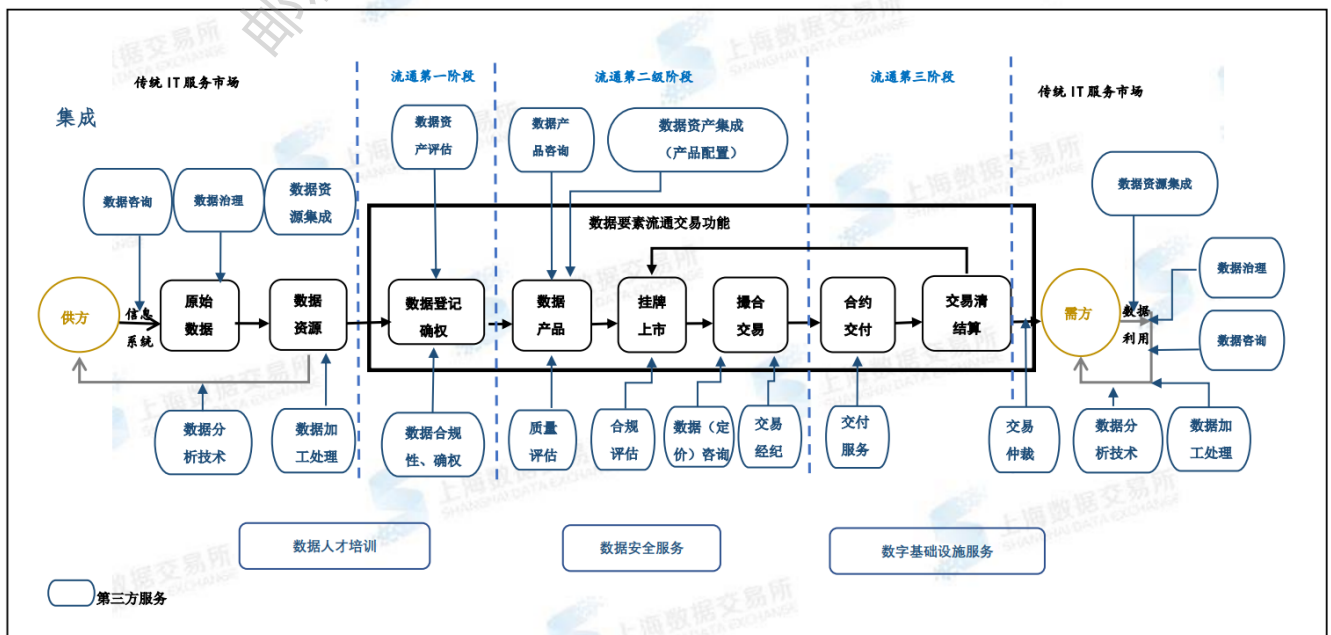 传统 IT 服务市场
流通第一阶段
流通第二级阶段
流通第三阶段
传统 IT 服务市场
集成
数据资
产评估
数据产
品咨询
数据资产集成
（产品配置）
数据咨询
数据治理
数据资
源集成
数据资源集成
数据要素流通交易功能
供方
信息
系统
原始
数据
数据
资源
数据登记
确权
数据
产品
挂牌
上市
撮合
交易
合约
交付
交易清
结算
需方
数据
利用
数据治理
数据咨询
数据分
析技术
数据加
工处理
数据合规
性、确权
质量
评估
合规
评估
数据（定
价）咨询
交易
经纪
交付
服务
交易
仲裁
数据分
析技术
数据加
工处理
数据人才培训
数据安全服务
数字基础设施服务
第三方服务
上海数据交易所
SHANGHAI DATA EXCHANGE